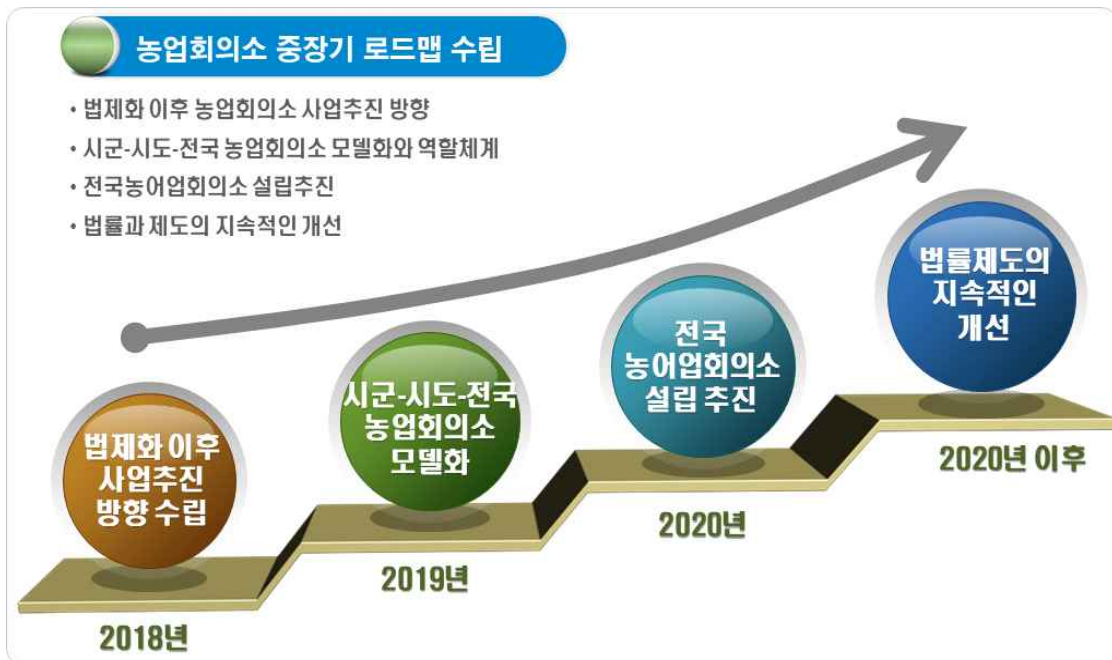 농업회의소 중장기 로드맵 수립
• 법제화 이후 농업회의소 사업추진 방향
• 시군-시도-전국 농업회의소 모델화와 역할체계
• 전국농어업회의소 설립추진
• 법률과 제도의 지속적인 개선
법제화 이후
사업추진
방향 수립
2018년
시군-시도-전국
농업회의소
모델화
2019년
전국
농어업회의소
설립 추진
2020년
법률제도의
지속적인
개선
2020년 이후